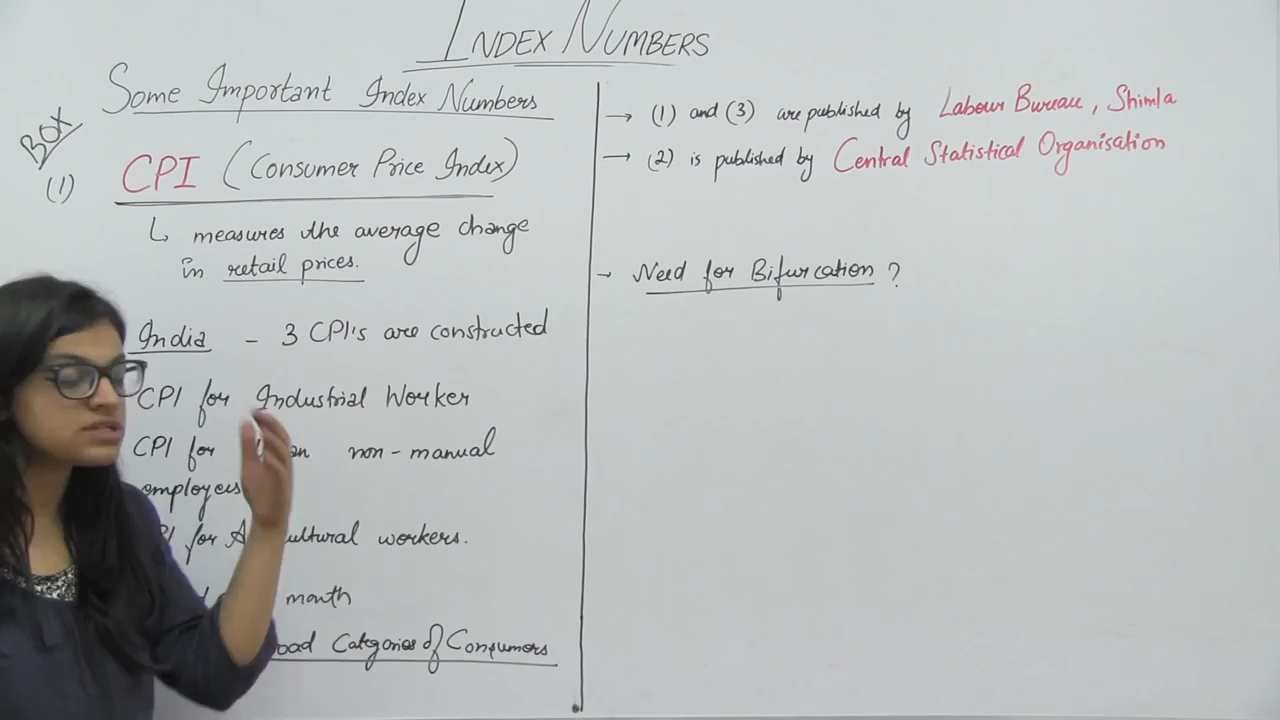 INDEX NUMBERS
Some Important Index Numbers
BOX
(1) CPI (Consumer Price Index)
↳ measures the average change
in retail prices.
India - 3 CPI's are constructed
CPI for Industrial Worker
CPI for non-manual
employees
for cultural workers.
month
Categories of Consumers
→ (1) and (3) are published by Labour Bureau, Shimla
→ (2) is published by Central Statistical Organisation
→ Need for Bifurcation ?